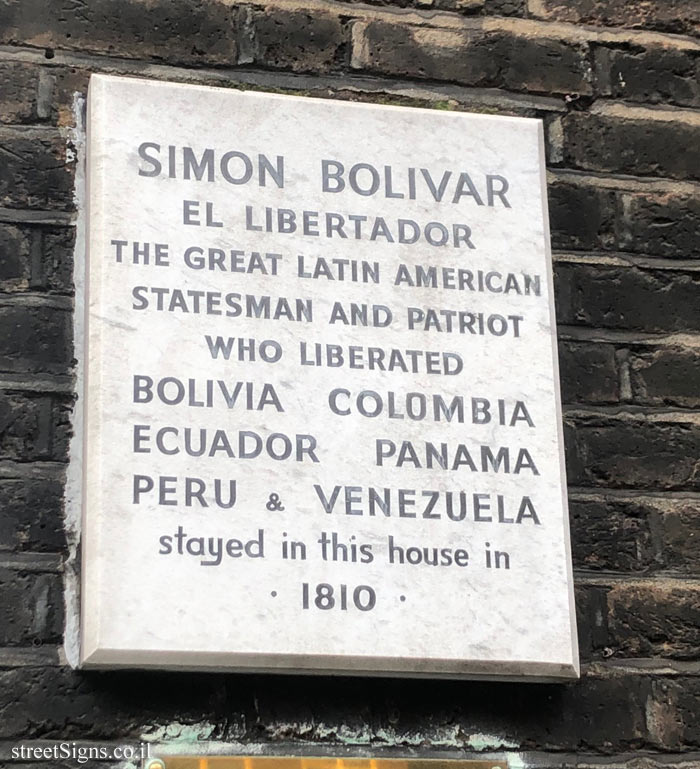 SIMON BOLIVAR
EL LIBERTADOR
THE GREAT LATIN AMERICAN
STATESMAN AND PATRIOT
WHO LIBERATED
BOLIVIA COLOMBIA
ECUADOR PANAMA
PERU & VENEZUELA
stayed in this house in
· 1810 ·
streetSigns.co.il